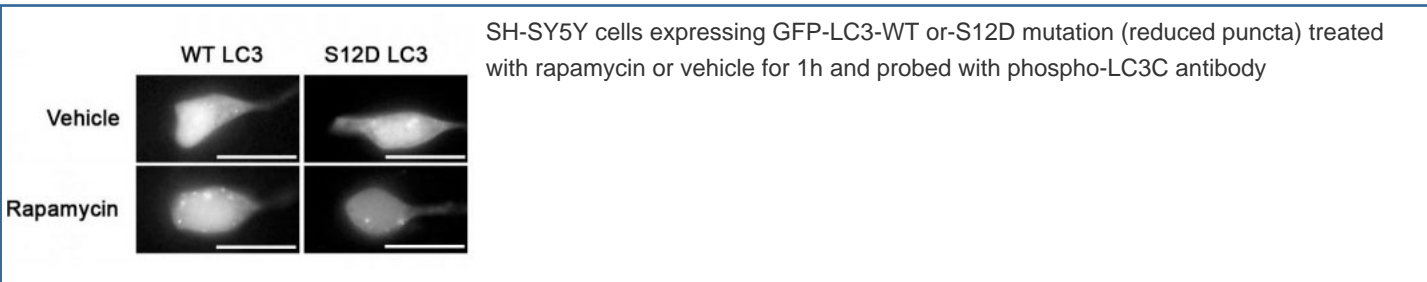 WT LC3 S12D LC3
Vehicle
Rapamycin
SH-SY5Y cells expressing GFP-LC3-WT or-S12D mutation (reduced puncta) treated
with rapamycin or vehicle for 1h and probed with phospho-LC3C antibody